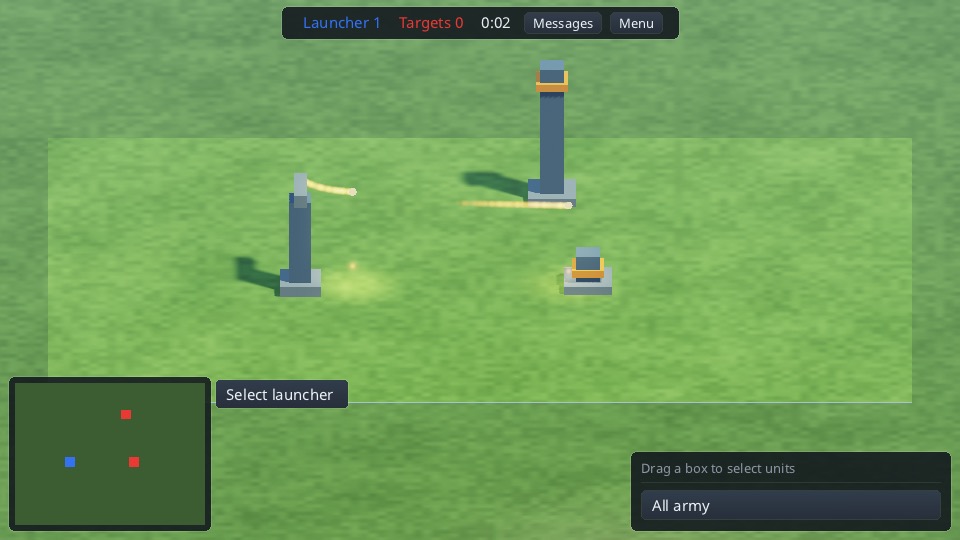 Launcher 1 Targets 0 0:02 Messages Menu
Select launcher
Drag a box to select units
All army